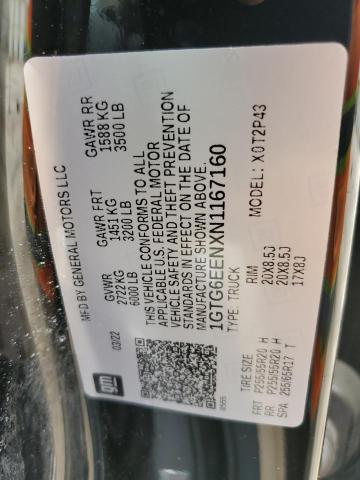 MFD BY GENERAL MOTORS LLC
03/22
GVWR GAWR FRT GAWR RR
2722 KG 1451 KG 1588 KG
6000 LB 3200 LB 3500 LB
THIS VEHICLE CONFORMS TO ALL
APPLICABLE U.S. FEDERAL MOTOR
VEHICLE SAFETY AND THEFT PREVENTION
STANDARDS IN EFFECT ON THE DATE OF
MANUFACTURE SHOWN ABOVE.
1GTG6EENXN1167160
TYPE: TRUCK MODEL: X0T2P43
gm
TIRE SIZE RIM
FRT P255/55R20 H 20X8.5J
RR P255/55R20 H 20X8.5J
SPA 255/65R17 T 17X8J